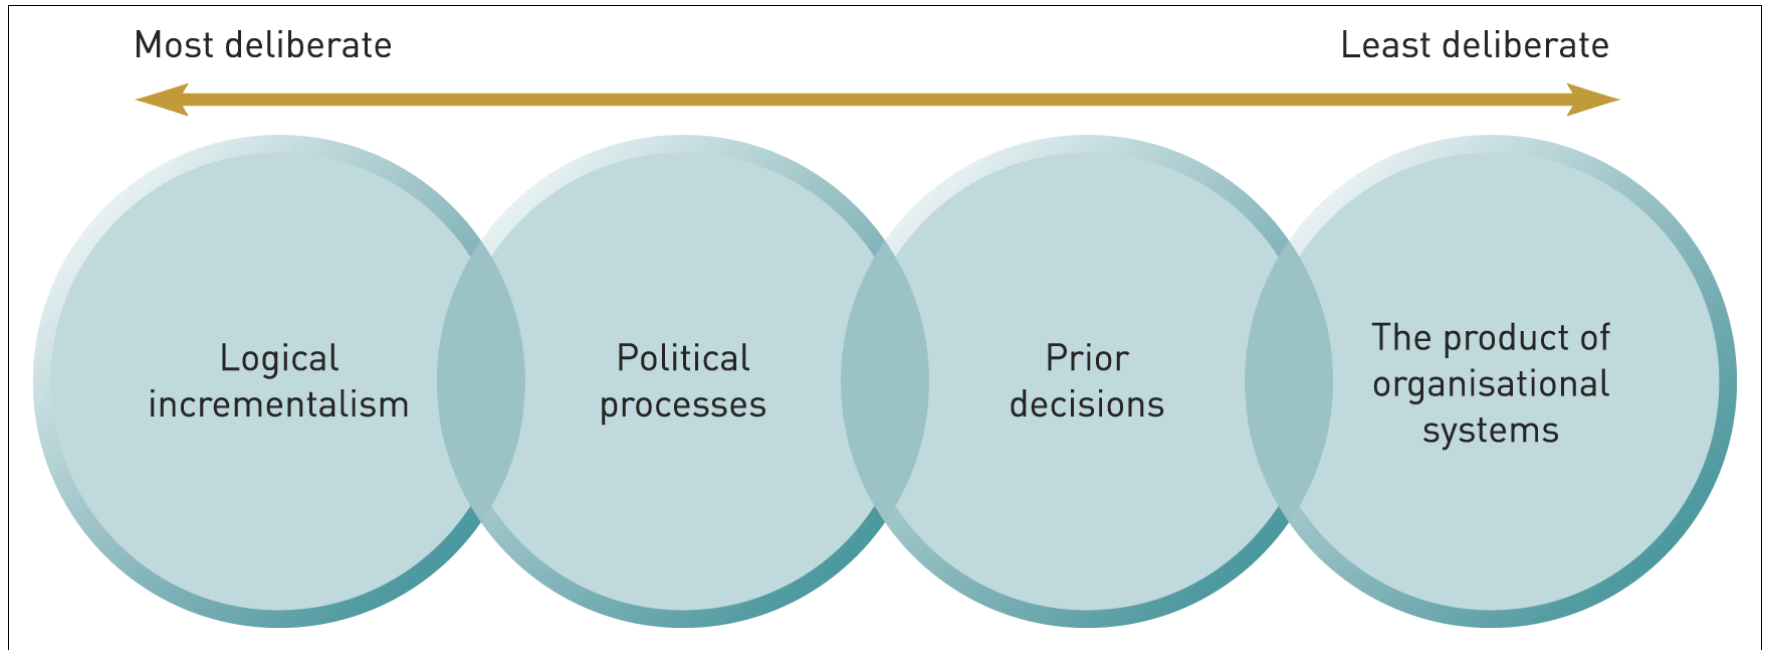 Most deliberate
Least deliberate
Logical
incrementalism
Political
processes
Prior
decisions
The product of
organisational
systems